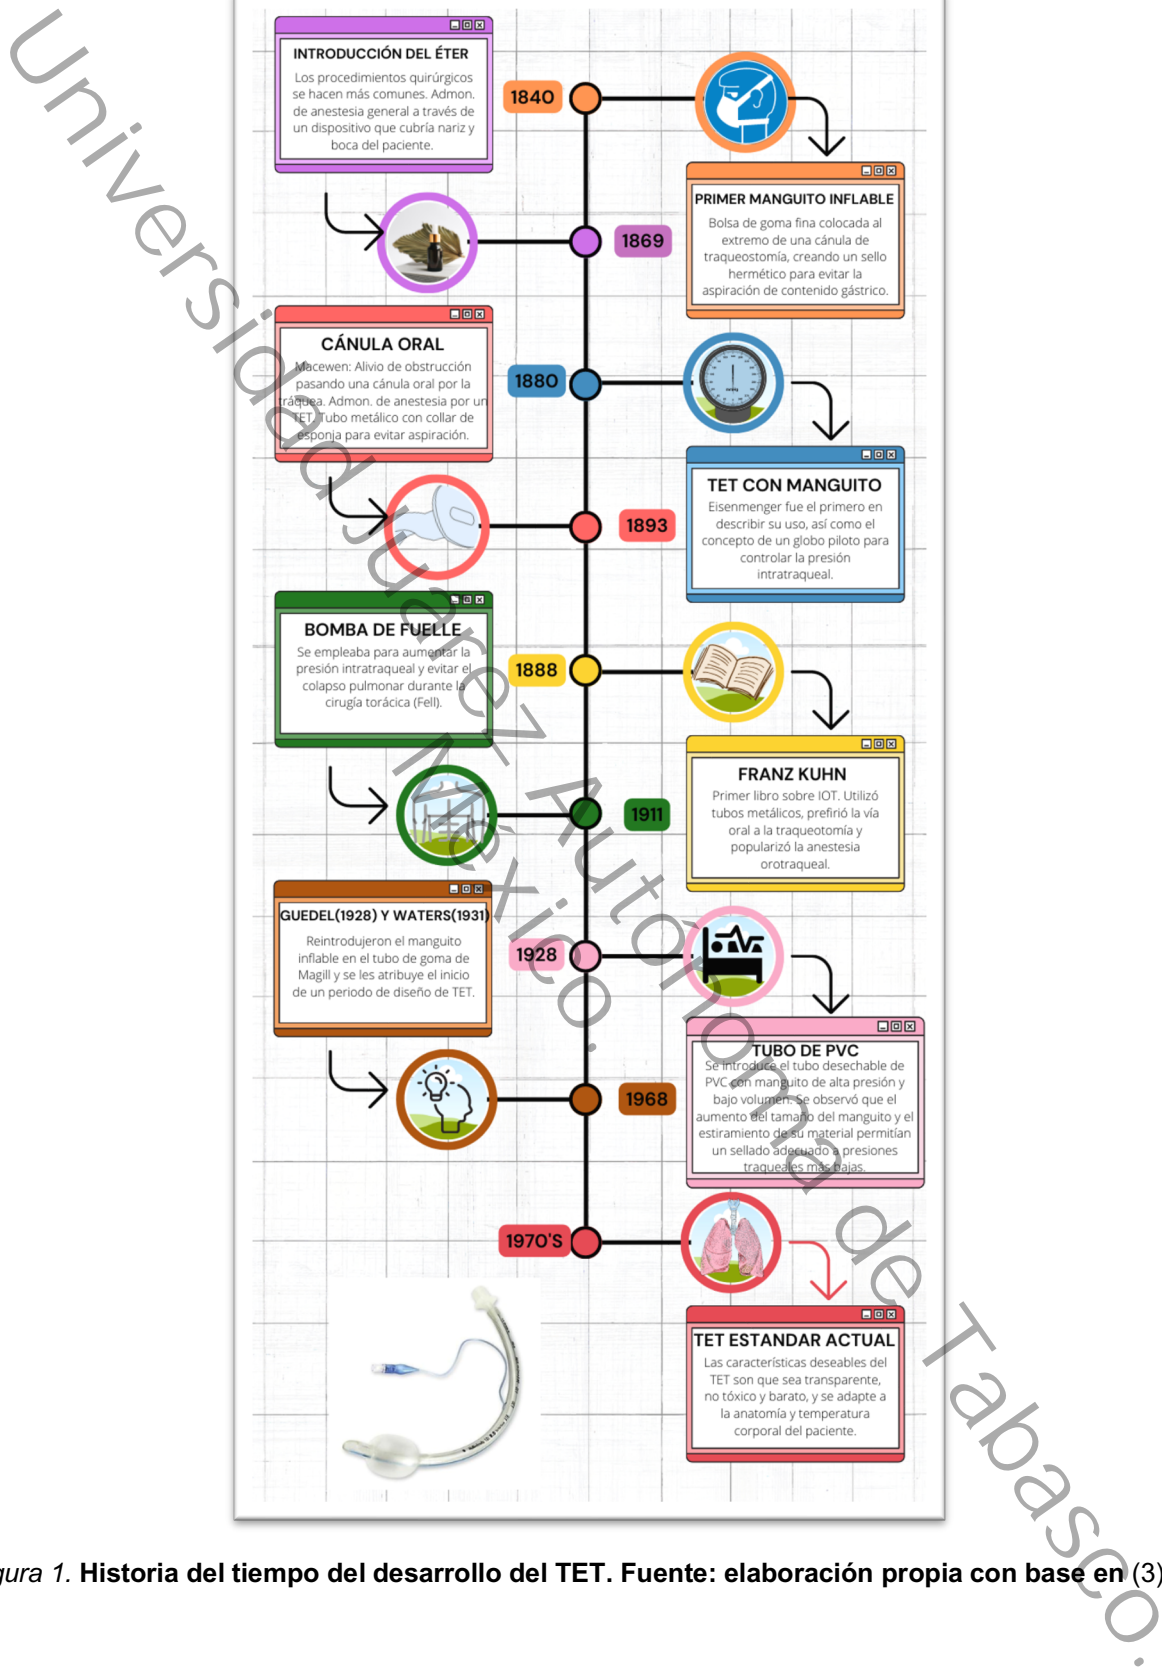 INTRODUCCIÓN DEL ÉTER
Los procedimientos quirúrgicos
se hacen más comunes. Admon.
de anestesia general a través de
un dispositivo que cubría nariz y
boca del paciente.
1840
PRIMER MANGUITO INFLABLE
Bolsa de goma fina colocada al
extremo de una cánula de
traqueostomía, creando un sello
hermético para evitar la
aspiración de contenido gástrico.
1869
CÁNULA ORAL
Macewen: Alivio de obstrucción
pasando una cánula oral por la
tráquea. Admon. de anestesia por un
TET. Tubo metálico con collar de
esponja para evitar aspiración.
1880
TET CON MANGUITO
Eisenmenger fue el primero en
describir su uso, así como el
concepto de un globo piloto para
controlar la presión
intratraqueal.
1893
BOMBA DE FUELLE
Se empleaba para aumentar la
presión intratraqueal y evitar el
colapso pulmonar durante la
cirugía torácica (Fell).
1888
FRANZ KUHN
Primer libro sobre IOT. Utilizó
tubos metálicos, prefirió la vía
oral a la traqueotomía y
popularizó la anestesia
orotraqueal.
1911
GUEDEL(1928) Y WATERS(1931)
Reintrodujeron el manguito
inflable en el tubo de goma de
Magill y se les atribuye el inicio
de un periodo de diseño de TET.
1928
TUBO DE PVC
Se introduce el tubo desechable de
PVC con manguito de alta presión y
bajo volumen. Se observó que el
aumento del tamaño del manguito y el
estiramiento de su material permitían
un sellado adecuado a presiones
traqueales más bajas.
1968
1970'S
TET ESTANDAR ACTUAL
Las características deseables del
TET son que sea transparente,
no tóxico y barato, y se adapte a
la anatomía y temperatura
corporal del paciente.
gura 1. Historia del tiempo del desarrollo del TET. Fuente: elaboración propia con base en (3)
Universidad Juárez Autónoma de Tabasco.
México.